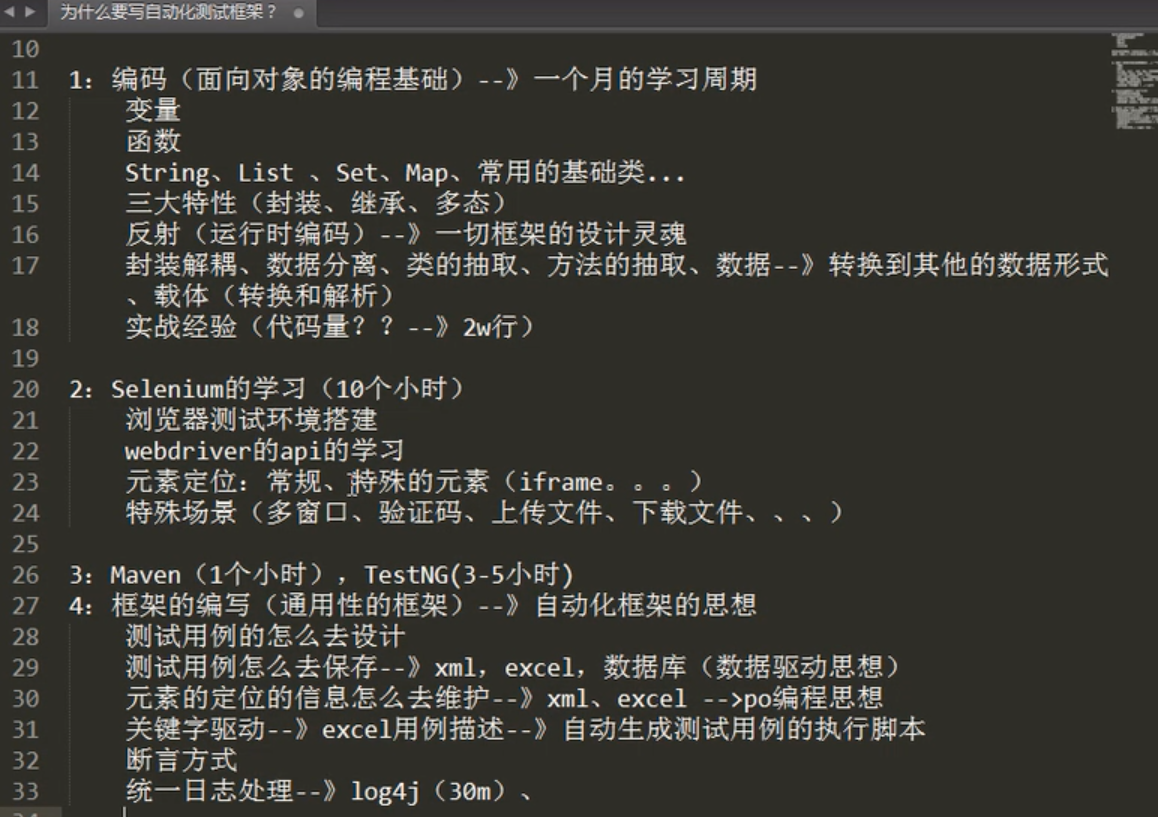 为什么要写自动化测试框架？
10
11 1：编码（面向对象的编程基础）--》一个月的学习周期
12 变量
13 函数
14 String、List 、Set、Map、常用的基础类...
15 三大特性（封装、继承、多态）
16 反射（运行时编码）--》一切框架的设计灵魂
17 封装解耦、数据分离、类的抽取、方法的抽取、数据--》转换到其他的数据形式
、载体（转换和解析）
18 实战经验（代码量？？--》2w行）
19
20 2：Selenium的学习（10个小时）
21 浏览器测试环境搭建
22 webdriver的api的学习
23 元素定位：常规、特殊的元素（iframe。。。）
24 特殊场景（多窗口、验证码、上传文件、下载文件、、、）
25
26 3：Maven（1个小时），TestNG(3-5小时)
27 4：框架的编写（通用性的框架）--》自动化框架的思想
28 测试用例的怎么去设计
29 测试用例怎么去保存--》xml，excel，数据库（数据驱动思想）
30 元素的定位的信息怎么去维护--》xml、excel -->po编程思想
31 关键字驱动--》excel用例描述--》自动生成测试用例的执行脚本
32 断言方式
33 统一日志处理--》log4j（30m）、